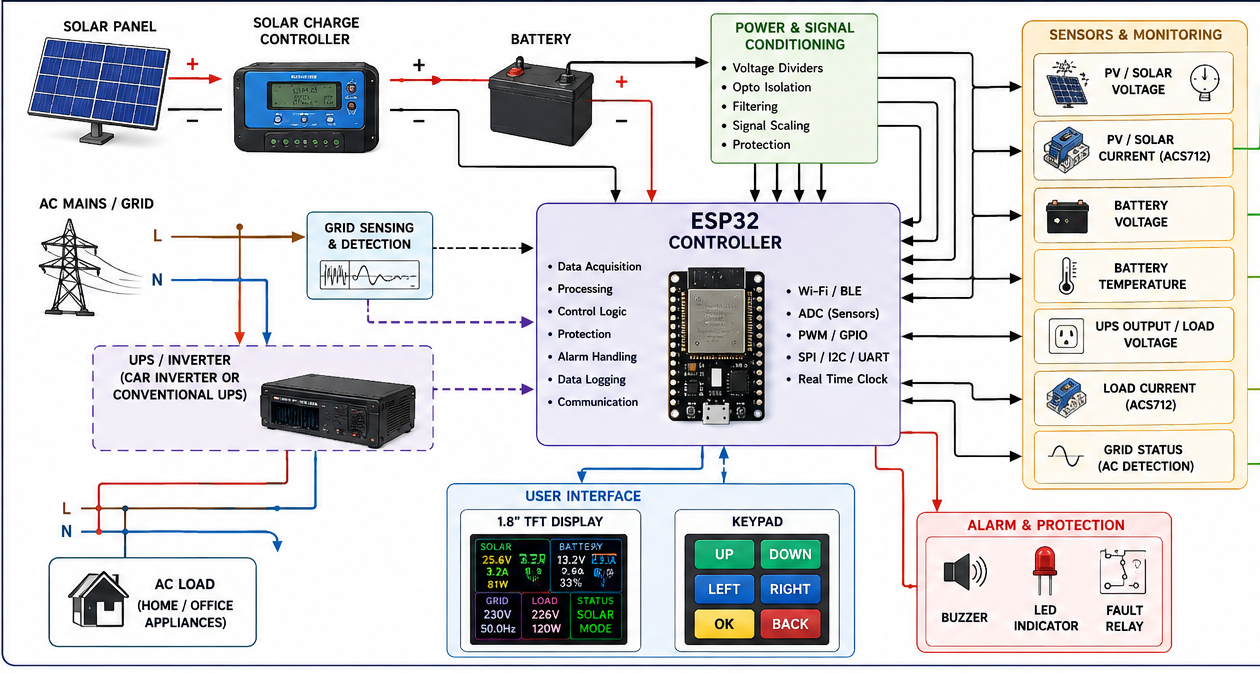 SOLAR PANEL
+
−
SOLAR CHARGE
CONTROLLER
+
−
BATTERY
+
−
POWER & SIGNAL
CONDITIONING
• Voltage Dividers
• Opto Isolation
• Filtering
• Signal Scaling
• Protection
SENSORS & MONITORING
PV / SOLAR
VOLTAGE
PV / SOLAR
CURRENT (ACS712)
BATTERY
VOLTAGE
BATTERY
TEMPERATURE
UPS OUTPUT / LOAD
VOLTAGE
LOAD CURRENT
(ACS712)
GRID STATUS
(AC DETECTION)
AC MAINS / GRID
L
N
GRID SENSING
& DETECTION
ESP32
CONTROLLER
• Data Acquisition
• Processing
• Control Logic
• Protection
• Alarm Handling
• Data Logging
• Communication
• Wi-Fi / BLE
• ADC (Sensors)
• PWM / GPIO
• SPI / I2C / UART
• Real Time Clock
UPS / INVERTER
(CAR INVERTER OR
CONVENTIONAL UPS)
L
N
AC LOAD
(HOME / OFFICE
APPLIANCES)
USER INTERFACE
1.8" TFT DISPLAY
SOLAR
25.6V
3.2A
81W
BATTERY
13.2V
33%
GRID
230V
50.0Hz
LOAD
226V
120W
STATUS
SOLAR
MODE
KEYPAD
UP
DOWN
LEFT
RIGHT
OK
BACK
ALARM & PROTECTION
BUZZER
LED
INDICATOR
FAULT
RELAY